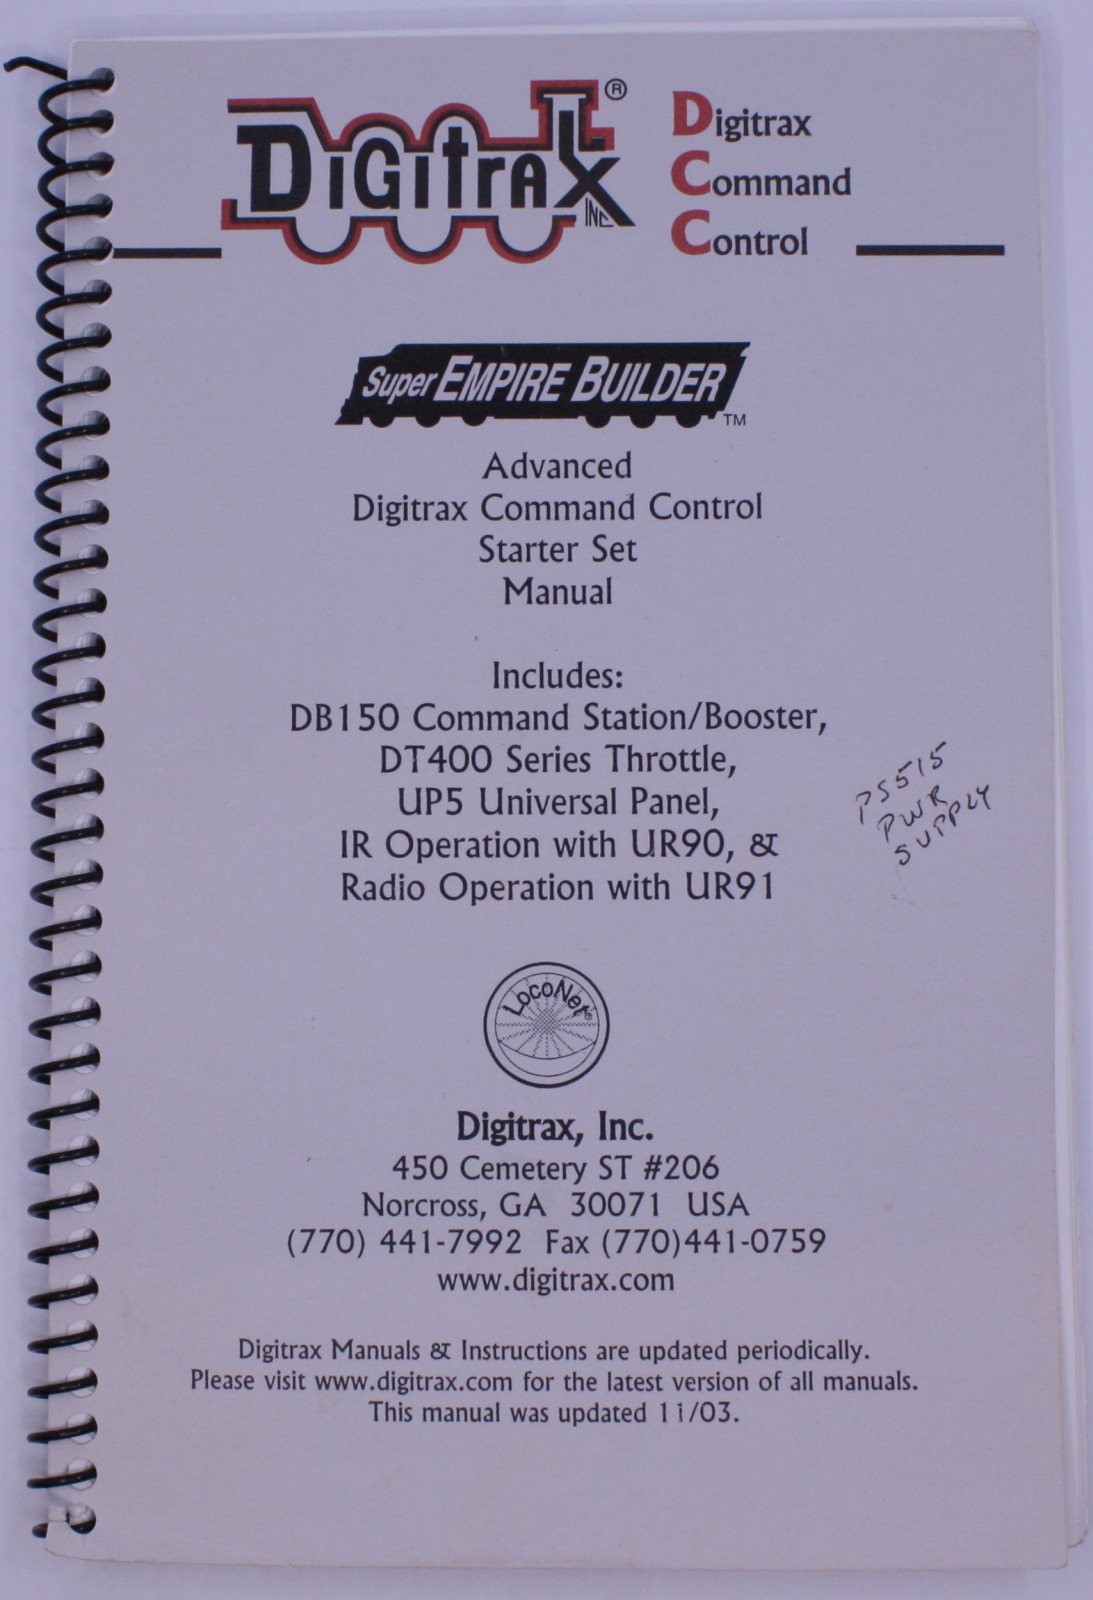 DIGITRAX INC. ®
Digitrax
Command
Control
Super EMPIRE BUILDER ™
Advanced
Digitrax Command Control
Starter Set
Manual
Includes:
DB150 Command Station/Booster,
DT400 Series Throttle,
UP5 Universal Panel,
IR Operation with UR90, &
Radio Operation with UR91
PS515
PWR
SUPPLY
LocoNet®
Digitrax, Inc.
450 Cemetery ST #206
Norcross, GA 30071 USA
(770) 441-7992 Fax (770)441-0759
www.digitrax.com
Digitrax Manuals & Instructions are updated periodically.
Please visit www.digitrax.com for the latest version of all manuals.
This manual was updated 11/03.